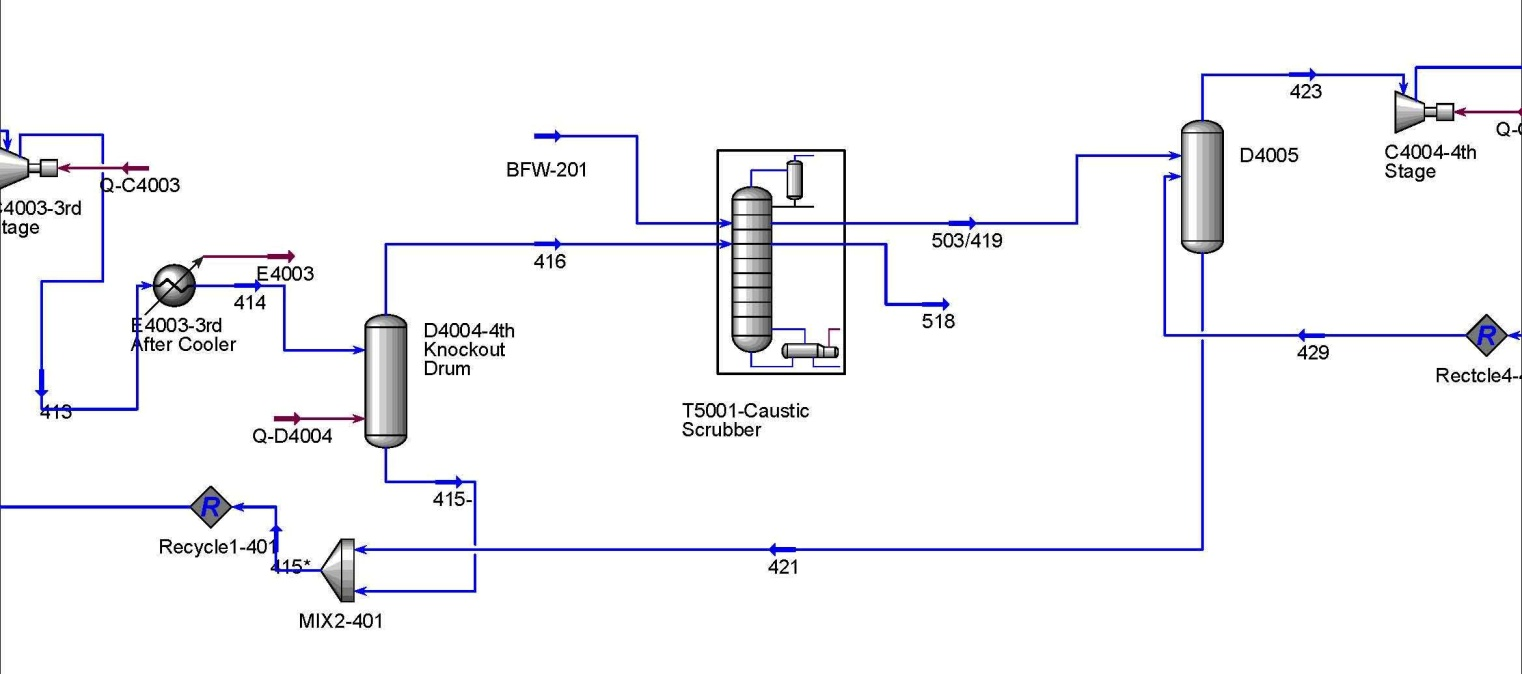 423
Q-C4003
C4003-3rd
tage
BFW-201
D4005
C4004-4th
Stage
503/419
416
E4003
414
E4003-3rd
After Cooler
D4004-4th
Knockout
Drum
518
429
R
Rectcle4-
413
T5001-Caustic
Scrubber
Q-D4004
415-
R
Recycle1-401
415*
421
MIX2-401